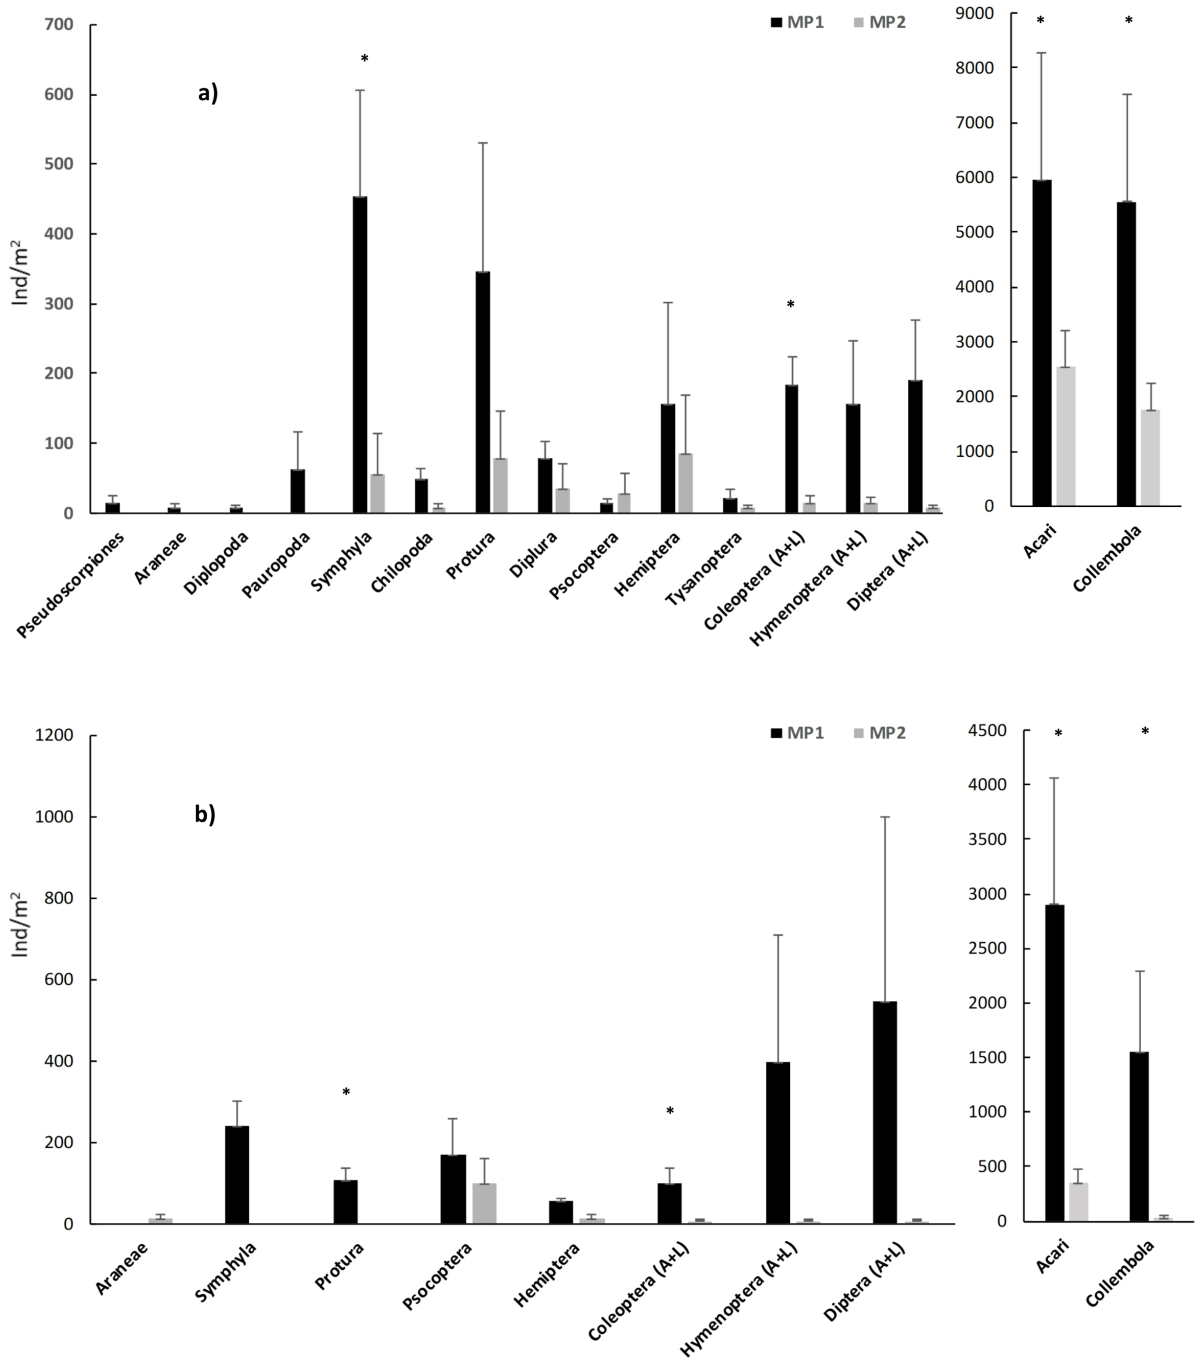 a)
MP1 MP2
Ind/m²
700
600
500
400
300
200
100
0
*
*
Pseudoscorpiones
Araneae
Diplopoda
Pauropoda
Symphyla
Chilopoda
Protura
Diplura
Psocoptera
Hemiptera
Tysanoptera
Coleoptera (A+L)
Hymenoptera (A+L)
Diptera (A+L)
9000
8000
7000
6000
5000
4000
3000
2000
1000
0
* *
Acari
Collembola
b)
MP1 MP2
Ind/m²
1200
1000
800
600
400
200
0
*
*
Araneae
Symphyla
Protura
Psocoptera
Hemiptera
Coleoptera (A+L)
Hymenoptera (A+L)
Diptera (A+L)
4500
4000
3500
3000
2500
2000
1500
1000
500
0
* *
Acari
Collembola